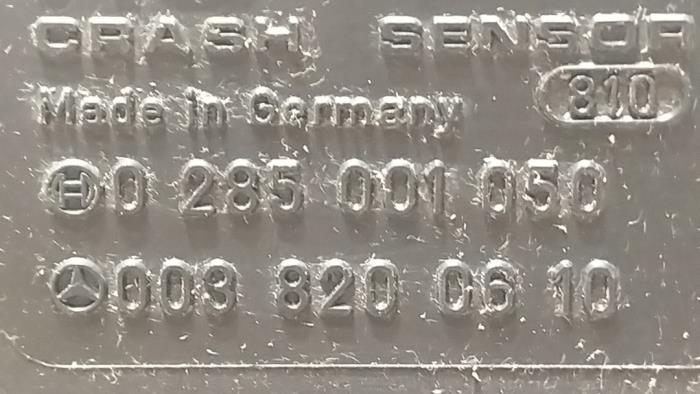 CRASH SENSOR
Made in Germany 810
0 285 001 050
003 820 06 10